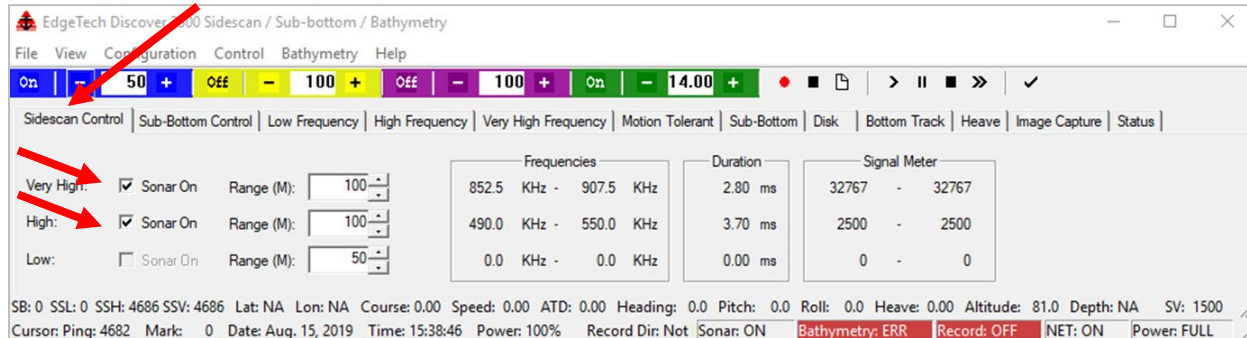 EdgeTech Discover 2300 Sidescan / Sub-bottom / Bathymetry
File View Configuration Control Bathymetry Help
On - 50 + Off - 100 + Off - 100 + On - 14.00 +
Sidescan Control Sub-Bottom Control Low Frequency High Frequency Very High Frequency Motion Tolerant Sub-Bottom Disk Bottom Track Heave Image Capture Status
Frequencies Duration Signal Meter
Very High: Sonar On Range (M): 100 852.5 KHz - 907.5 KHz 2.80 ms 32767 - 32767
High: Sonar On Range (M): 100 490.0 KHz - 550.0 KHz 3.70 ms 2500 - 2500
Low: Sonar On Range (M): 50 0.0 KHz - 0.0 KHz 0.00 ms 0 - 0
SB: 0 SSL: 0 SSH: 4686 SSV: 4686 Lat: NA Lon: NA Course: 0.00 Speed: 0.00 ATD: 0.00 Heading: 0.0 Pitch: 0.0 Roll: 0.0 Heave: 0.00 Altitude: 81.0 Depth: NA SV: 1500
Cursor: Ping: 4682 Mark: 0 Date: Aug. 15, 2019 Time: 15:38:46 Power: 100% Record Dir: Not Sonar: ON Bathymetry: ERR Record: OFF NET: ON Power: FULL